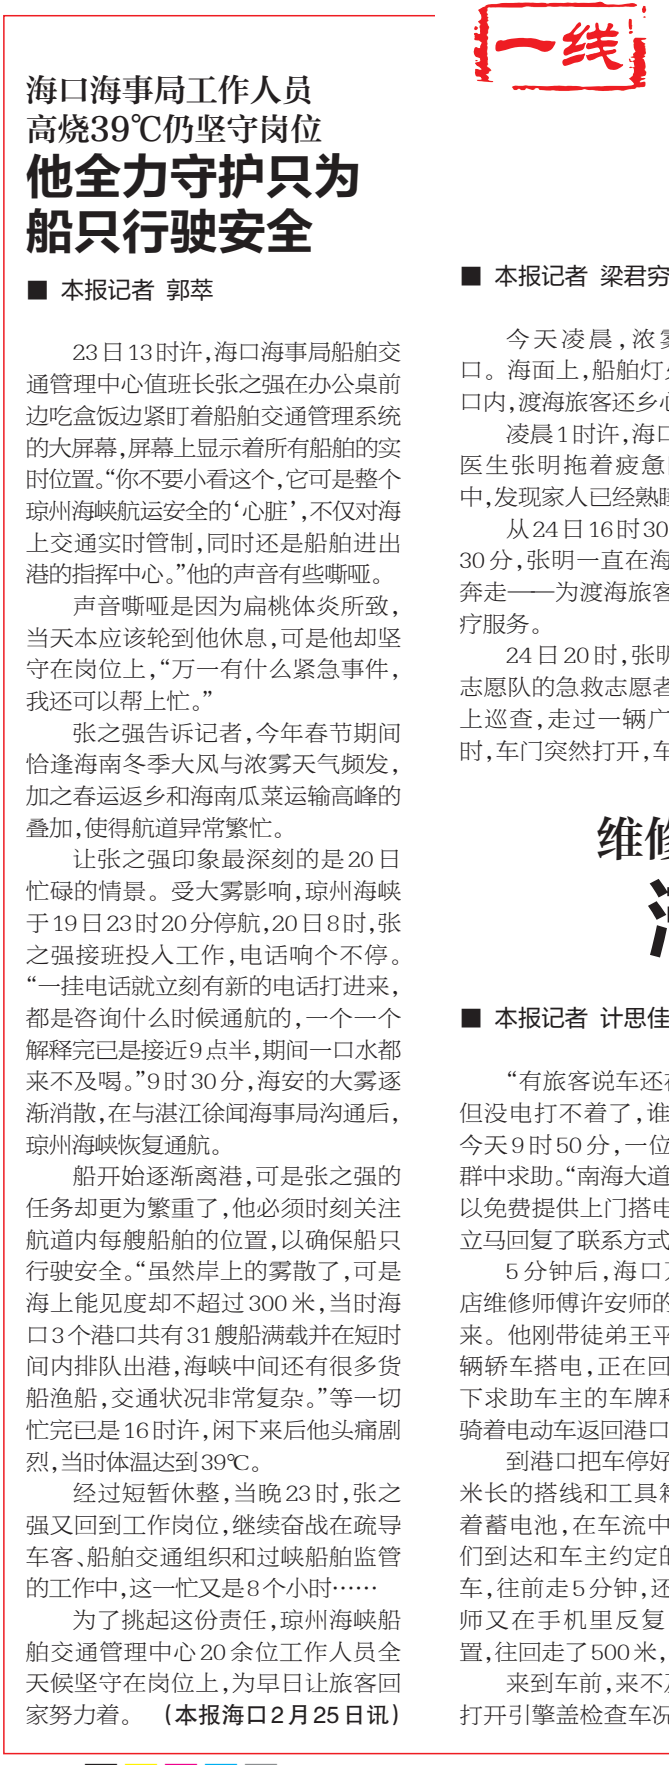 一线
海口海事局工作人员
高烧39℃仍坚守岗位
他全力守护只为
船只行驶安全
■ 本报记者 郭萃
23日13时许,海口海事局船舶交
通管理中心值班长张之强在办公桌前
边吃盒饭边紧盯着船舶交通管理系统
的大屏幕,屏幕上显示着所有船舶的实
时位置。“你不要小看这个,它可是整个
琼州海峡航运安全的‘心脏’,不仅对海
上交通实时管制,同时还是船舶进出
港的指挥中心。”他的声音有些嘶哑。
声音嘶哑是因为扁桃体炎所致,
当天本应该轮到他休息,可是他却坚
守在岗位上,“万一有什么紧急事件,
我还可以帮上忙。”
张之强告诉记者,今年春节期间
恰逢海南冬季大风与浓雾天气频发,
加之春运返乡和海南瓜菜运输高峰的
叠加,使得航道异常繁忙。
让张之强印象最深刻的是20日
忙碌的情景。受大雾影响,琼州海峡
于19日23时20分停航,20日8时,张
之强接班投入工作,电话响个不停。
“一挂电话就立刻有新的电话打进来,
都是咨询什么时候通航的,一个一个
解释完已是接近9点半,期间一口水都
来不及喝。”9时30分,海安的大雾逐
渐消散,在与湛江徐闻海事局沟通后,
琼州海峡恢复通航。
船开始逐渐离港,可是张之强的
任务却更为繁重了,他必须时刻关注
航道内每艘船舶的位置,以确保船只
行驶安全。“虽然岸上的雾散了,可是
海上能见度却不超过300米,当时海
口3个港口共有31艘船满载并在短时
间内排队出港,海峡中间还有很多货
船渔船,交通状况非常复杂。”等一切
忙完已是16时许,闲下来后他头痛剧
烈,当时体温达到39℃。
经过短暂休整,当晚23时,张之
强又回到工作岗位,继续奋战在疏导
车客、船舶交通组织和过峡船舶监管
的工作中,这一忙又是8个小时……
为了挑起这份责任,琼州海峡船
舶交通管理中心20余位工作人员全
天候坚守在岗位上,为早日让旅客回
家努力着。 (本报海口2月25日讯)
■ 本报记者 梁君穷
今天凌晨,浓雾
口。海面上,船舶灯火
口内,渡海旅客还乡心
凌晨1时许,海口
医生张明拖着疲惫
中,发现家人已经熟睡
从24日16时30
30分,张明一直在海
奔走——为渡海旅客
疗服务。
24日20时,张明
志愿队的急救志愿者
上巡查,走过一辆广
时,车门突然打开,车
维修
■ 本报记者 计思佳
“有旅客说车还在
但没电打不着了,谁
今天9时50分,一位
群中求助。“南海大道
以免费提供上门搭电
立马回复了联系方式
5分钟后,海口
店维修师傅许安师的
来。他刚带徒弟王平
辆轿车搭电,正在回
下求助车主的车牌和
骑着电动车返回港口
到港口把车停好
米长的搭线和工具箱
着蓄电池,在车流中
们到达和车主约定的
车,往前走5分钟,还
师又在手机里反复
置,往回走了500米,
来到车前,来不及
打开引擎盖检查车况